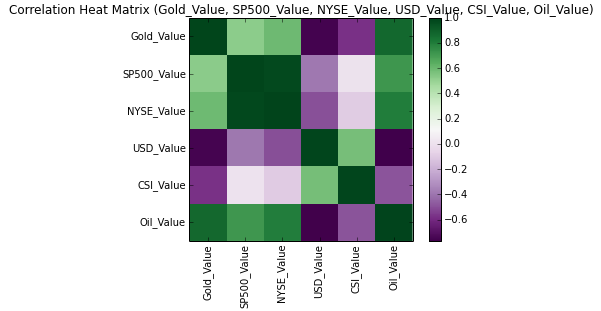 Correlation Heat Matrix (Gold_Value, SP500_Value, NYSE_Value, USD_Value, CSI_Value, Oil_Value)
Gold_Value
SP500_Value
NYSE_Value
USD_Value
CSI_Value
Oil_Value
Gold_Value
SP500_Value
NYSE_Value
USD_Value
CSI_Value
Oil_Value
1.0
0.8
0.6
0.4
0.2
0.0
−0.2
−0.4
−0.6